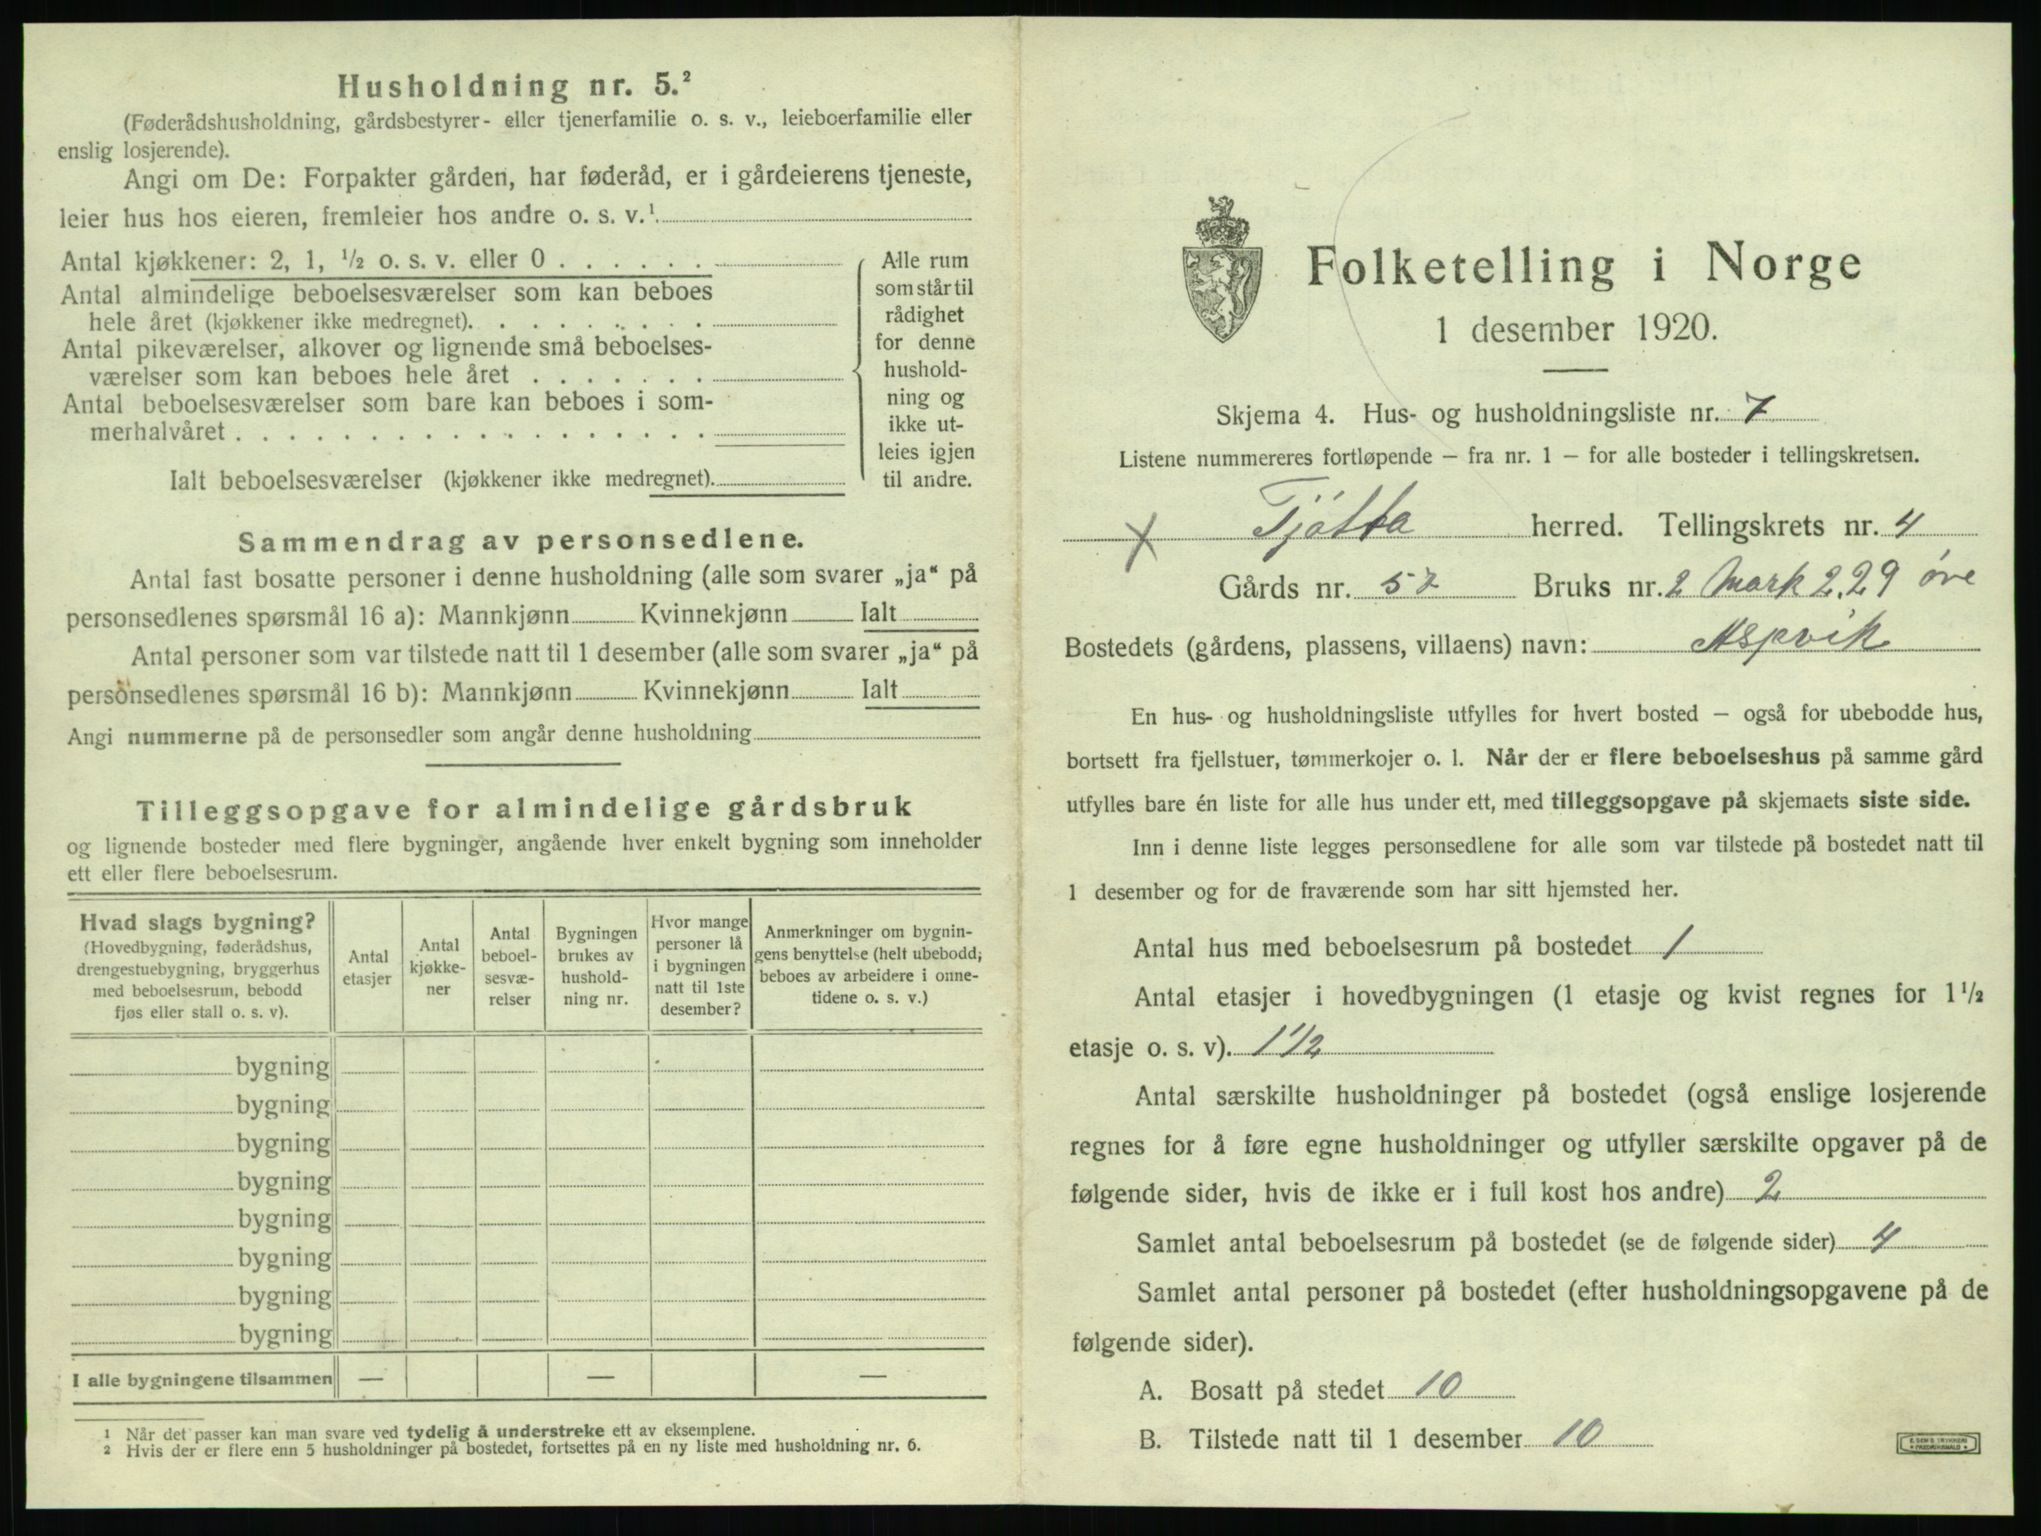 Husholdning nr. 5.²
(Føderådshusholdning, gårdsbestyrer- eller tjenerfamilie o. s. v., leieboerfamilie eller
enslig losjerende).
Angi om De: Forpakter gården, har føderåd, er i gårdeierens tjeneste,
leier hus hos eieren, fremleier hos andre o. s. v.¹
Antal kjøkkener: 2, 1, ½ o. s. v. eller 0 . . . . . .
Antal almindelige beboelsesværelser som kan beboes
hele året (kjøkkener ikke medregnet). . . . . . . . .
Antal pikeværelser, alkover og lignende små beboelses-
værelser som kan beboes hele året . . . . . . .
Antal beboelsesværelser som bare kan beboes i som-
merhalvåret . . . . . . . . . . . . . . . . . .
Ialt beboelsesværelser (kjøkkener ikke medregnet).
Alle rum
som står til
rådighet
for denne
hushold-
ning og
ikke ut-
leies igjen
til andre.
Sammendrag av personsedlene.
Antal fast bosatte personer i denne husholdning (alle som svarer „ja“ på
personsedlenes spørsmål 16 a): Mannkjønn Kvinnekjønn Ialt
Antal personer som var tilstede natt til 1 desember (alle som svarer „ja“ på
personsedlenes spørsmål 16 b): Mannkjønn Kvinnekjønn Ialt
Angi nummerne på de personsedler som angår denne husholdning
Tilleggsopgave for almindelige gårdsbruk
og lignende bosteder med flere bygninger, angående hver enkelt bygning som inneholder
ett eller flere beboelsesrum.
Hvad slags bygning?
(Hovedbygning, føderådshus,
drengestuebygning, bryggerhus
med beboelsesrum, bebodd
fjøs eller stall o. s. v).
Antal
etasjer
Antal
kjøkke-
ner
Antal
beboel-
sesvæ-
relser
Bygningen
brukes av
hushold-
ning nr.
Hvor mange
personer lå
i bygningen
natt til 1ste
desember?
Anmerkninger om bygnin-
gens benyttelse (helt ubebodd;
beboes av arbeidere i onne-
tidene o. s. v.)
bygning
bygning
bygning
bygning
bygning
bygning
bygning
bygning
I alle bygningene tilsammen — — —
¹ Når det passer kan man svare ved tydelig å understreke ett av eksemplene.
² Hvis der er flere enn 5 husholdninger på bostedet, fortsettes på en ny liste med husholdning nr. 6.
Folketelling i Norge
1 desember 1920.
Skjema 4. Hus- og husholdningsliste nr. 7
Listene nummereres fortløpende – fra nr. 1 – for alle bosteder i tellingskretsen.
Tjøtta herred. Tellingskrets nr. 4
Gårds nr. 57 Bruks nr. 2 Mark 2,29 øre
Bostedets (gårdens, plassens, villaens) navn: Aspvik
En hus- og husholdningsliste utfylles for hvert bosted – også for ubebodde hus,
bortsett fra fjellstuer, tømmerkojer o. l. Når der er flere beboelseshus på samme gård
utfylles bare én liste for alle hus under ett, med tilleggsopgave på skjemaets siste side.
Inn i denne liste legges personsedlene for alle som var tilstede på bostedet natt til
1 desember og for de fraværende som har sitt hjemsted her.
Antal hus med beboelsesrum på bostedet 1
Antal etasjer i hovedbygningen (1 etasje og kvist regnes for 1½
etasje o. s. v). 1½
Antal særskilte husholdninger på bostedet (også enslige losjerende
regnes for å føre egne husholdninger og utfyller særskilte opgaver på de
følgende sider, hvis de ikke er i full kost hos andre) 2
Samlet antal beboelsesrum på bostedet (se de følgende sider) 4
Samlet antal personer på bostedet (efter husholdningsopgavene på de
følgende sider).
A. Bosatt på stedet 10
B. Tilstede natt til 1 desember 10